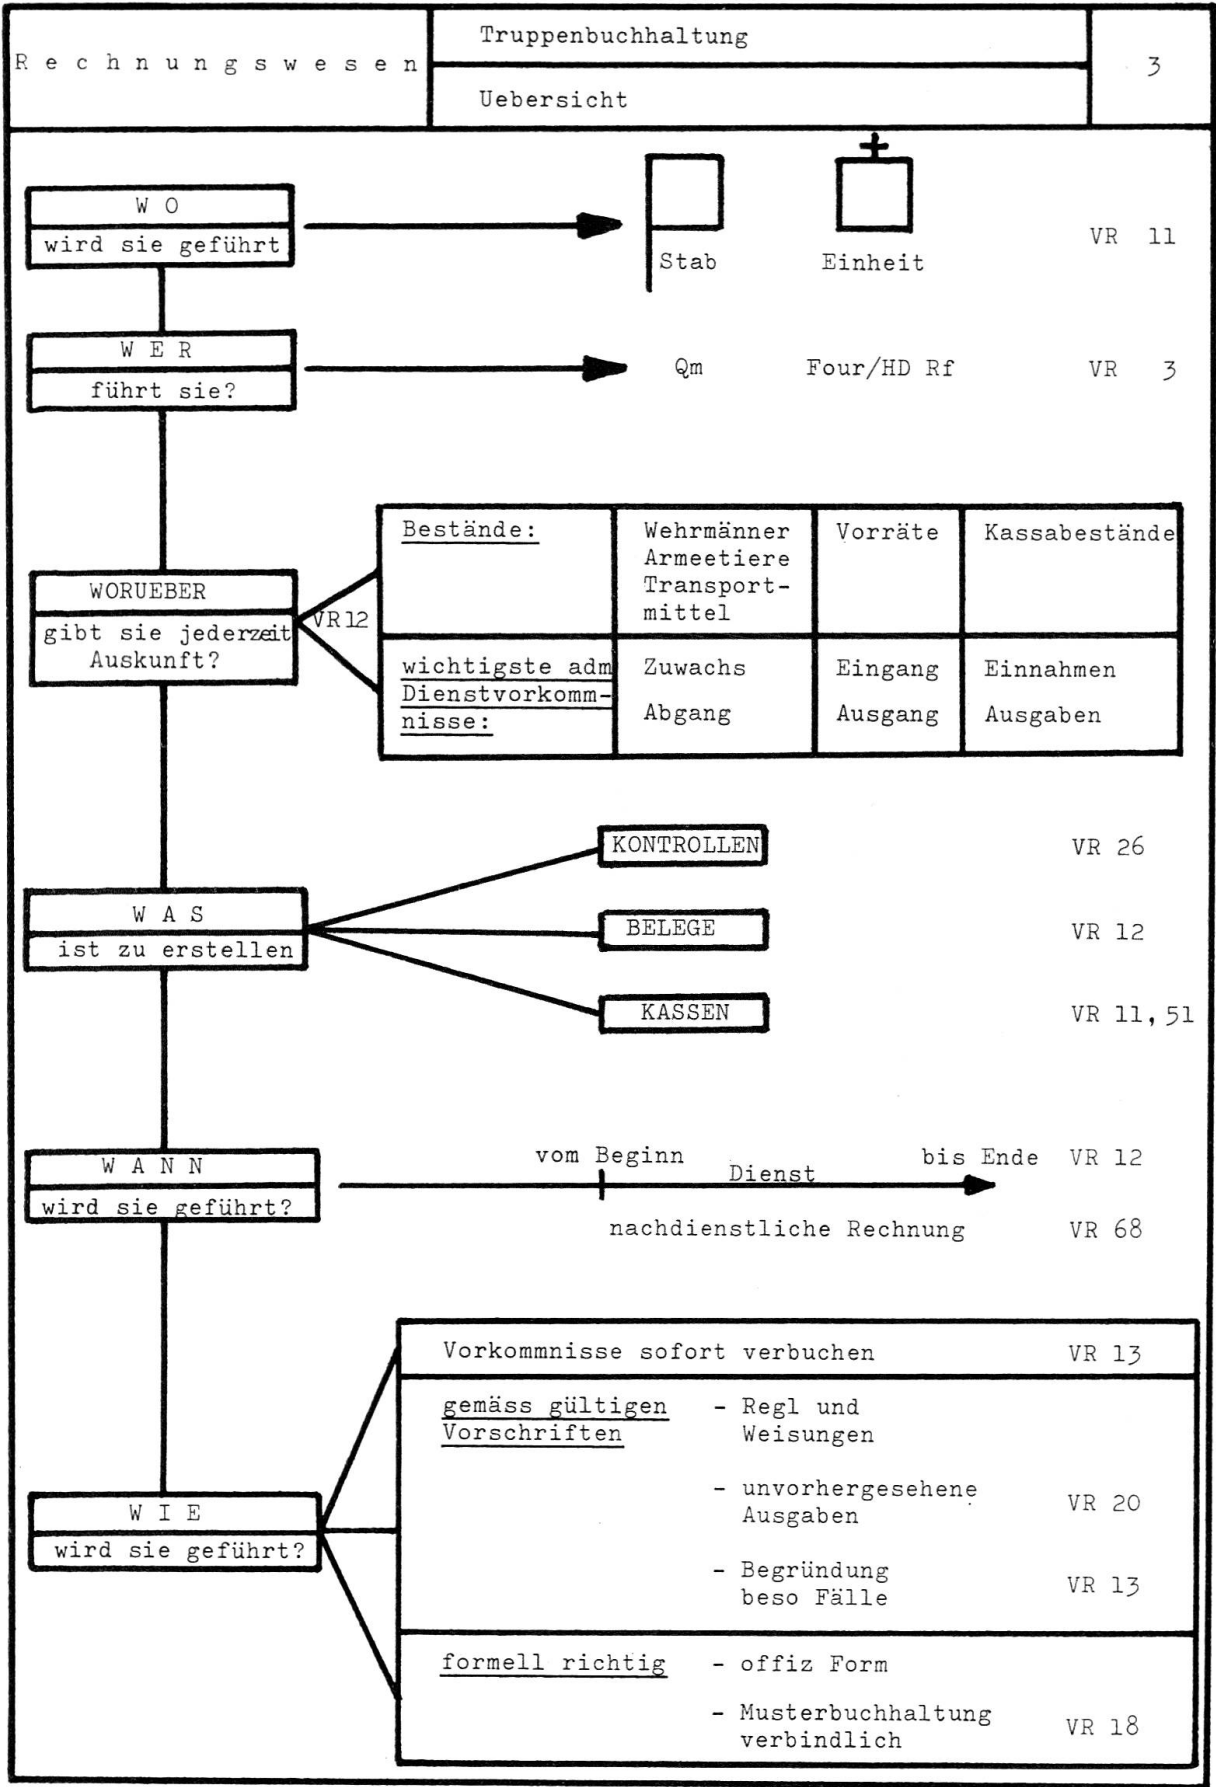 Rechnungswesen
Truppenbuchhaltung
Uebersicht
3
WO
wird sie geführt
Stab
Einheit
VR 11
WER
führt sie?
Qm
Four/HD Rf
VR 3
WORUEBER
gibt sie jederzeit
Auskunft?
VR 12
Bestände:
Wehrmänner
Armeetiere
Transport-
mittel
Vorräte
Kassabestände
wichtigste adm
Dienstvorkomm-
nisse:
Zuwachs
Abgang
Eingang
Ausgang
Einnahmen
Ausgaben
WAS
ist zu erstellen
KONTROLLEN
VR 26
BELEGE
VR 12
KASSEN
VR 11, 51
WANN
wird sie geführt?
vom Beginn
Dienst
bis Ende
VR 12
nachdienstliche Rechnung
VR 68
WIE
wird sie geführt?
Vorkommnisse sofort verbuchen
VR 13
gemäss gültigen
Vorschriften
- Regl und
Weisungen
- unvorhergesehene
Ausgaben
VR 20
- Begründung
beso Fälle
VR 13
formell richtig
- offiz Form
- Musterbuchhaltung
verbindlich
VR 18